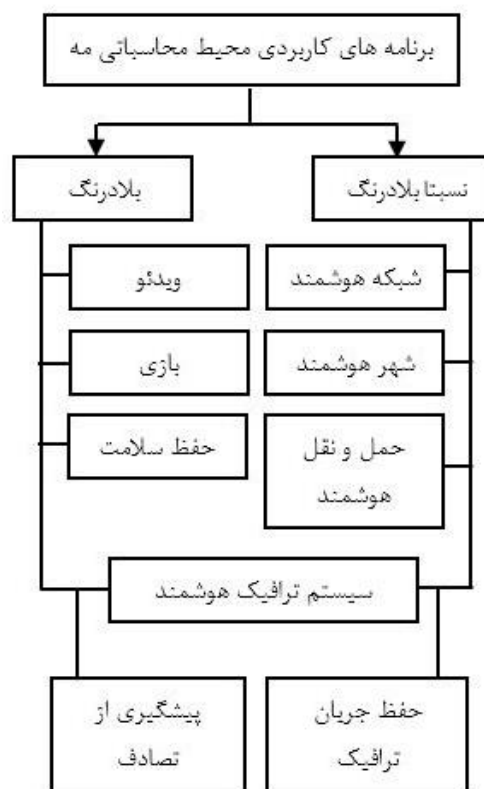 برنامه های کاربردی محیط محاسباتی مه
نسبتا بلادرنگ
بلادرنگ
شبکه هوشمند
ویدئو
شهر هوشمند
بازی
حمل و نقل
هوشمند
حفظ سلامت
سیستم ترافیک هوشمند
حفظ جریان
ترافیک
پیشگیری از
تصادف